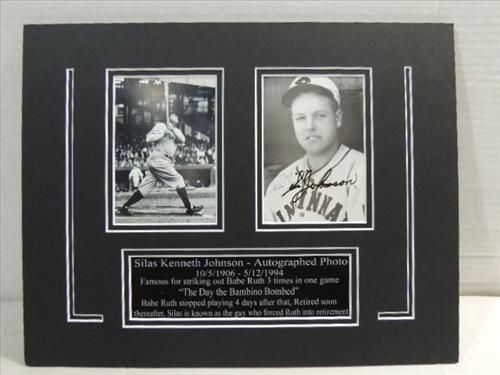 Si Johnson
CINCINNATI
Silas Kenneth Johnson - Autographed Photo
10/5/1906 - 5/12/1994
Famous for striking out Babe Ruth 3 times in one game
"The Day the Bambino Bombed"
Babe Ruth stopped playing 4 days after that, Retired soon
thereafter, Silas is known as the guy who forced Ruth into retirement